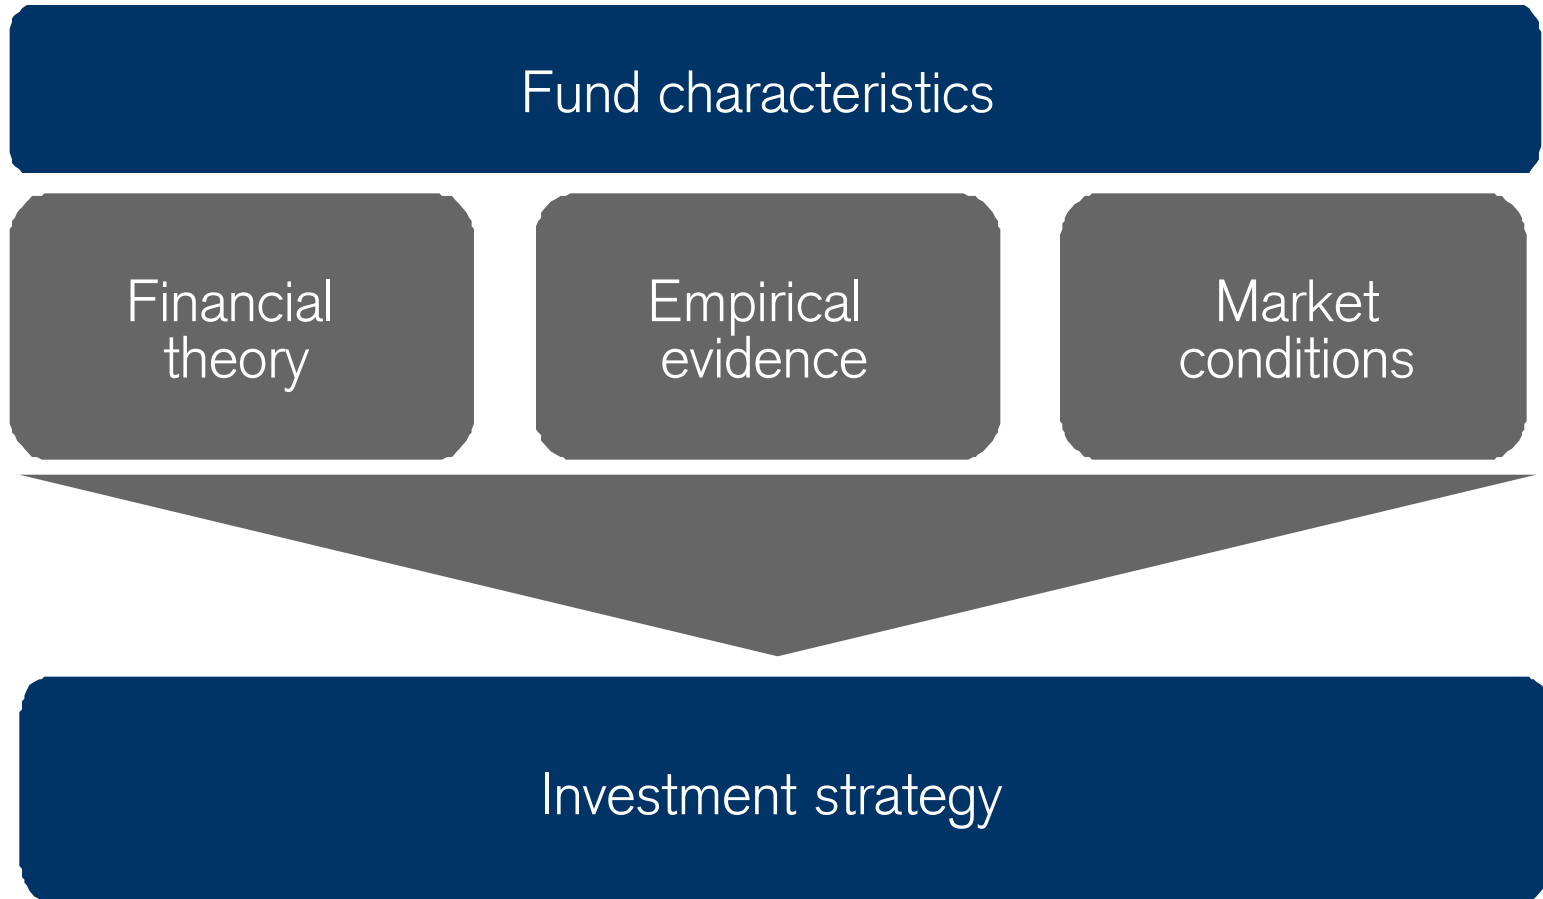 Fund characteristics
Financial
theory
Empirical
evidence
Market
conditions
Investment strategy